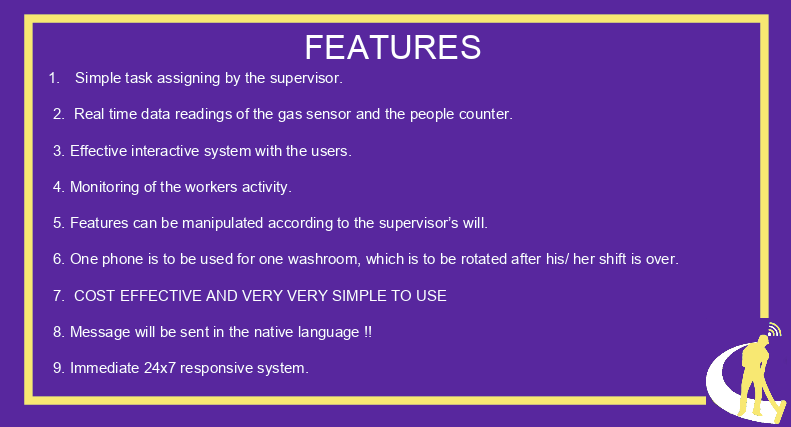 FEATURES
1. Simple task assigning by the supervisor.
2. Real time data readings of the gas sensor and the people counter.
3. Effective interactive system with the users.
4. Monitoring of the workers activity.
5. Features can be manipulated according to the supervisor’s will.
6. One phone is to be used for one washroom, which is to be rotated after his/ her shift is over.
7. COST EFFECTIVE AND VERY VERY SIMPLE TO USE
8. Message will be sent in the native language !!
9. Immediate 24x7 responsive system.